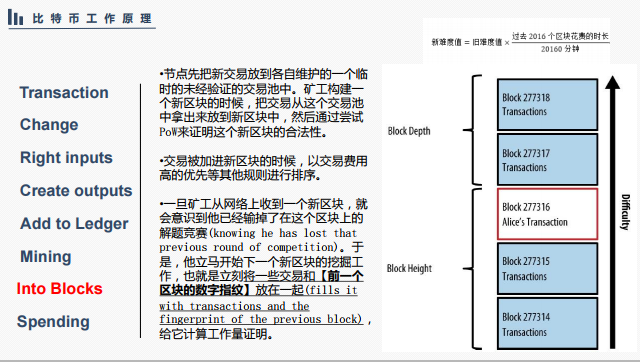 比特币工作原理
新难度值 = 旧难度值 × 过去 2016 个区块花费的时长
20160 分钟
Transaction
Change
Right inputs
Create outputs
Add to Ledger
Mining
Into Blocks
Spending
•节点先把新交易放到各自维护的一个临
时的未经验证的交易池中。矿工构建一
个新区块的时候，把交易从这个交易池
中拿出来放到新区块中，然后通过尝试
PoW来证明这个新区块的合法性。
•交易被加进新区块的时候，以交易费用
高的优先等其他规则进行排序。
•一旦矿工从网络上收到一个新区块，就
会意识到他已经输掉了在这个区块上的
解题竞赛(knowing he has lost that
previous round of competition)。于
是，他立马开始下一个新区块的挖掘工
作，也就是立刻将一些交易和【前一个
区块的数字指纹】放在一起(fills it
with transactions and the
fingerprint of the previous block)，
给它计算工作量证明。
Block Depth
Block Height
Block 277318
Transactions
Block 277317
Transactions
Block 277316
Alice's Transaction
Block 277315
Transactions
Block 277314
Transactions
Difficulty